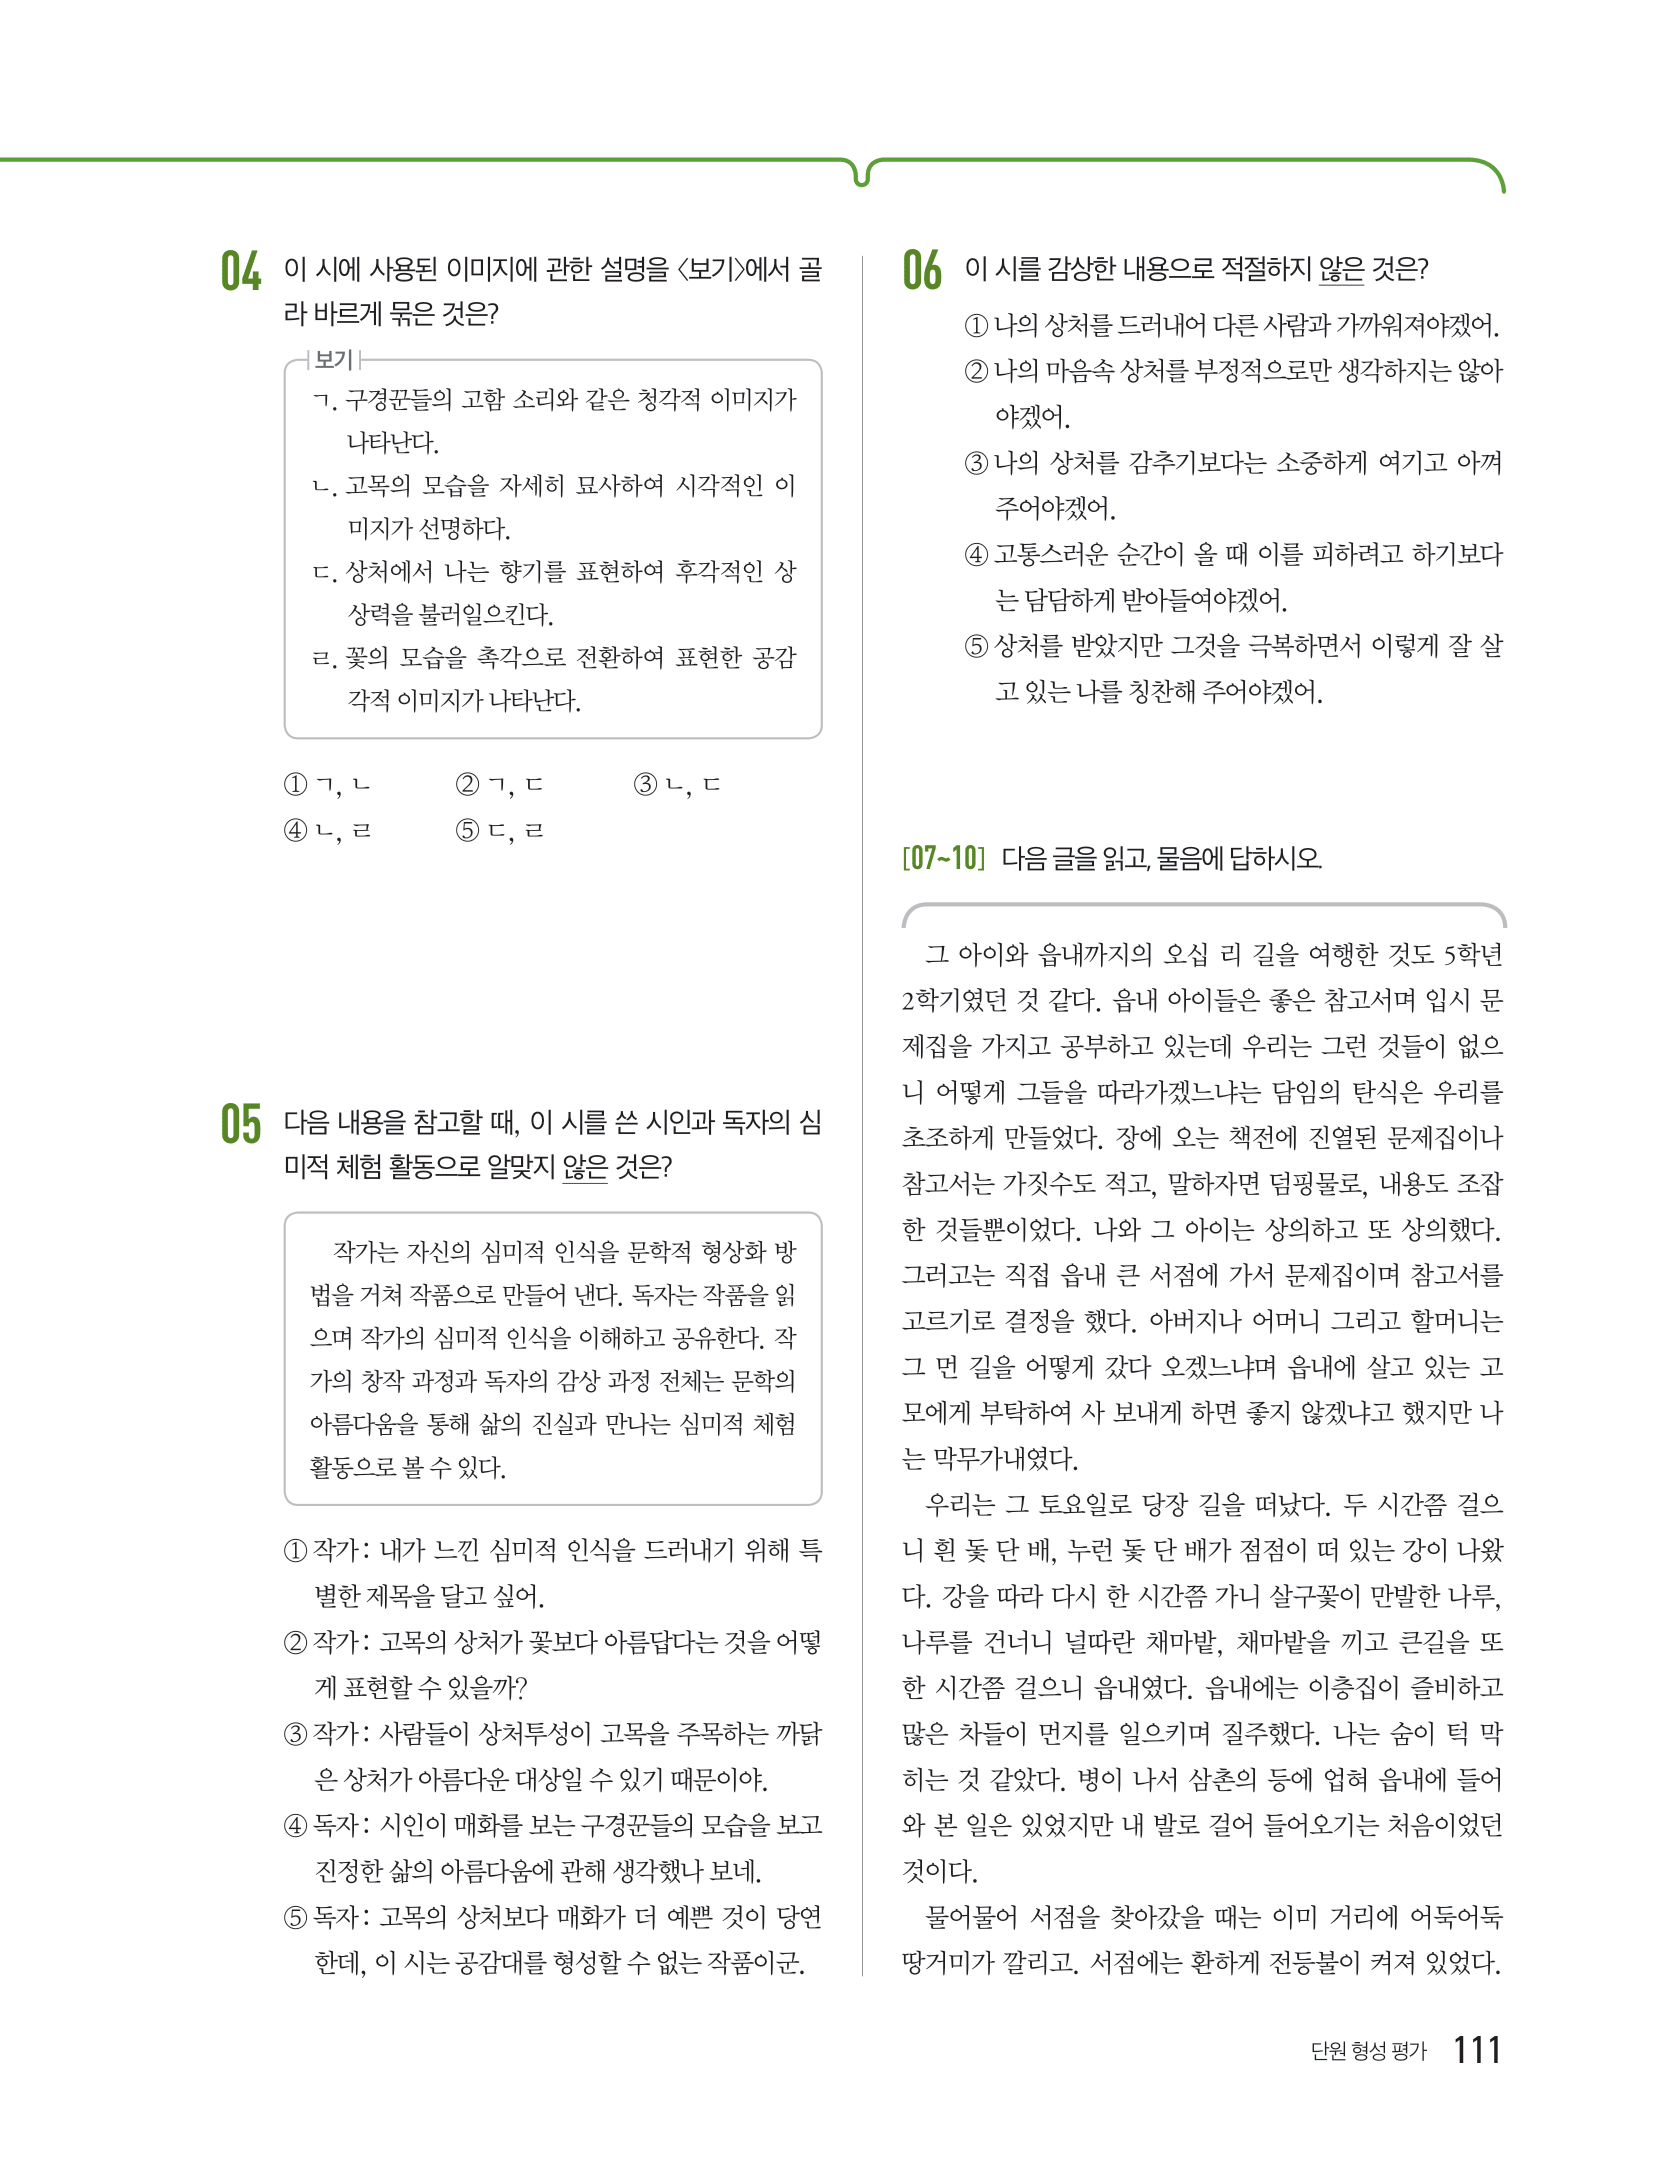 04 이 시에 사용된 이미지에 관한 설명을 〈보기〉에서 골
라 바르게 묶은 것은?
보기
ㄱ. 구경꾼들의 고함 소리와 같은 청각적 이미지가
나타난다.
ㄴ. 고목의 모습을 자세히 묘사하여 시각적인 이
미지가 선명하다.
ㄷ. 상처에서 나는 향기를 표현하여 후각적인 상
상력을 불러일으킨다.
ㄹ. 꽃의 모습을 촉각으로 전환하여 표현한 공감
각적 이미지가 나타난다.
① ㄱ, ㄴ ② ㄱ, ㄷ ③ ㄴ, ㄷ
④ ㄴ, ㄹ ⑤ ㄷ, ㄹ
05 다음 내용을 참고할 때, 이 시를 쓴 시인과 독자의 심
미적 체험 활동으로 알맞지 않은 것은?
작가는 자신의 심미적 인식을 문학적 형상화 방
법을 거쳐 작품으로 만들어 낸다. 독자는 작품을 읽
으며 작가의 심미적 인식을 이해하고 공유한다. 작
가의 창작 과정과 독자의 감상 과정 전체는 문학의
아름다움을 통해 삶의 진실과 만나는 심미적 체험
활동으로 볼 수 있다.
① 작가: 내가 느낀 심미적 인식을 드러내기 위해 특
별한 제목을 달고 싶어.
② 작가: 고목의 상처가 꽃보다 아름답다는 것을 어떻
게 표현할 수 있을까?
③ 작가: 사람들이 상처투성이 고목을 주목하는 까닭
은 상처가 아름다운 대상일 수 있기 때문이야.
④ 독자: 시인이 매화를 보는 구경꾼들의 모습을 보고
진정한 삶의 아름다움에 관해 생각했나 보네.
⑤ 독자: 고목의 상처보다 매화가 더 예쁜 것이 당연
한데, 이 시는 공감대를 형성할 수 없는 작품이군.
06 이 시를 감상한 내용으로 적절하지 않은 것은?
① 나의 상처를 드러내어 다른 사람과 가까워져야겠어.
② 나의 마음속 상처를 부정적으로만 생각하지는 않아
야겠어.
③ 나의 상처를 감추기보다는 소중하게 여기고 아껴
주어야겠어.
④ 고통스러운 순간이 올 때 이를 피하려고 하기보다
는 담담하게 받아들여야겠어.
⑤ 상처를 받았지만 그것을 극복하면서 이렇게 잘 살
고 있는 나를 칭찬해 주어야겠어.
[07~10] 다음 글을 읽고, 물음에 답하시오.
그 아이와 읍내까지의 오십 리 길을 여행한 것도 5학년
2학기였던 것 같다. 읍내 아이들은 좋은 참고서며 입시 문
제집을 가지고 공부하고 있는데 우리는 그런 것들이 없으
니 어떻게 그들을 따라가겠느냐는 담임의 탄식은 우리를
초조하게 만들었다. 장에 오는 책전에 진열된 문제집이나
참고서는 가짓수도 적고, 말하자면 덤핑물로, 내용도 조잡
한 것들뿐이었다. 나와 그 아이는 상의하고 또 상의했다.
그러고는 직접 읍내 큰 서점에 가서 문제집이며 참고서를
고르기로 결정을 했다. 아버지나 어머니 그리고 할머니는
그 먼 길을 어떻게 갔다 오겠느냐며 읍내에 살고 있는 고
모에게 부탁하여 사 보내게 하면 좋지 않겠냐고 했지만 나
는 막무가내였다.
우리는 그 토요일로 당장 길을 떠났다. 두 시간쯤 걸으
니 흰 돛 단 배, 누런 돛 단 배가 점점이 떠 있는 강이 나왔
다. 강을 따라 다시 한 시간쯤 가니 살구꽃이 만발한 나루,
나루를 건너니 널따란 채마밭, 채마밭을 끼고 큰길을 또
한 시간쯤 걸으니 읍내였다. 읍내에는 이층집이 즐비하고
많은 차들이 먼지를 일으키며 질주했다. 나는 숨이 턱 막
히는 것 같았다. 병이 나서 삼촌의 등에 업혀 읍내에 들어
와 본 일은 있었지만 내 발로 걸어 들어오기는 처음이었던
것이다.
물어물어 서점을 찾아갔을 때는 이미 거리에 어둑어둑
땅거미가 깔리고. 서점에는 환하게 전등불이 켜져 있었다.
단원 형성 평가 111